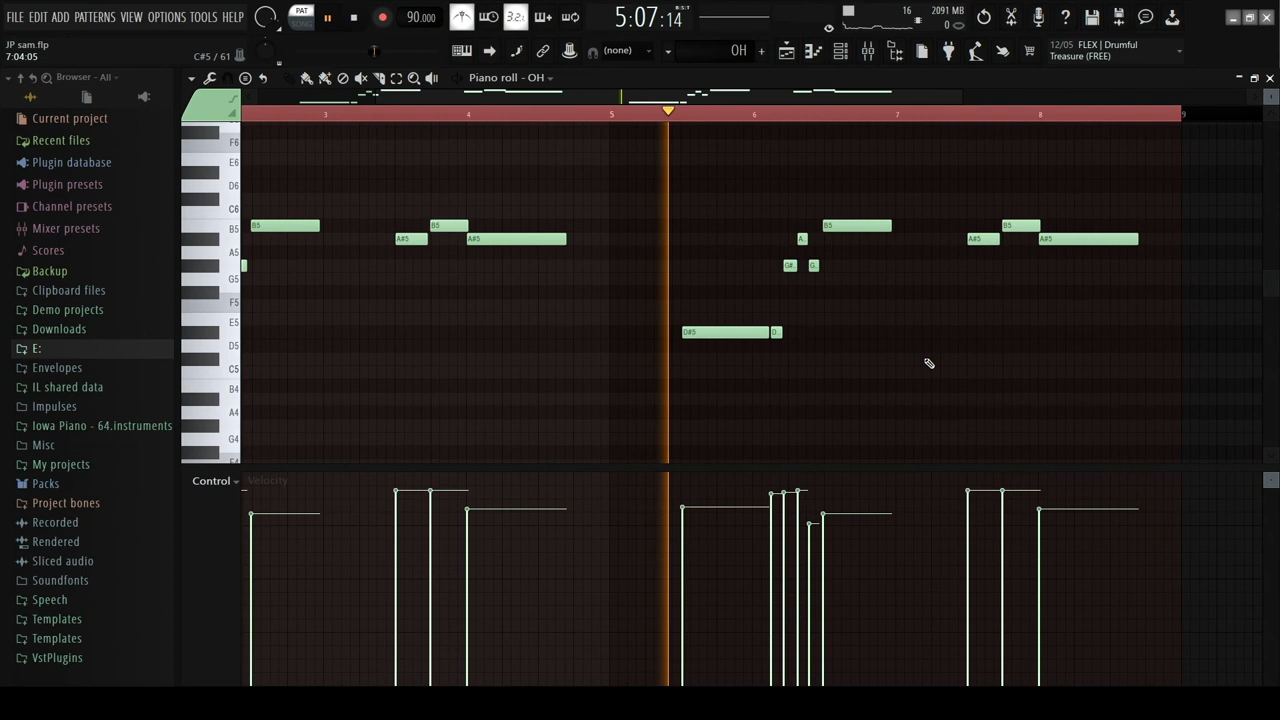 FILE EDIT ADD PATTERNS VIEW OPTIONS TOOLS HELP
PAT
SONG
90.000
3.2.
5:07:14
B:S:T
16
2091 MB
0
JP sam.flp
7:04:05
C#5 / 61
(none)
OH
12/05 FLEX | Drumful
Treasure (FREE)
Browser - All
Piano roll - OH
Current project
Recent files
Plugin database
Plugin presets
Channel presets
Mixer presets
Scores
Backup
Clipboard files
Demo projects
Downloads
E:
Envelopes
IL shared data
Impulses
Iowa Piano - 64.instruments
Misc
My projects
Packs
Project bones
Recorded
Rendered
Sliced audio
Soundfonts
Speech
Templates
Templates
VstPlugins
3 4 5 6 7 8 9
F6
E6
D6
C6
B5
A5
G5
F5
E5
D5
C5
B4
A4
G4
F4
B5 B5 B5 B5
A#5 A#5 A.. A#5 A#5
G#.. G..
D#5 D..
Control Velocity